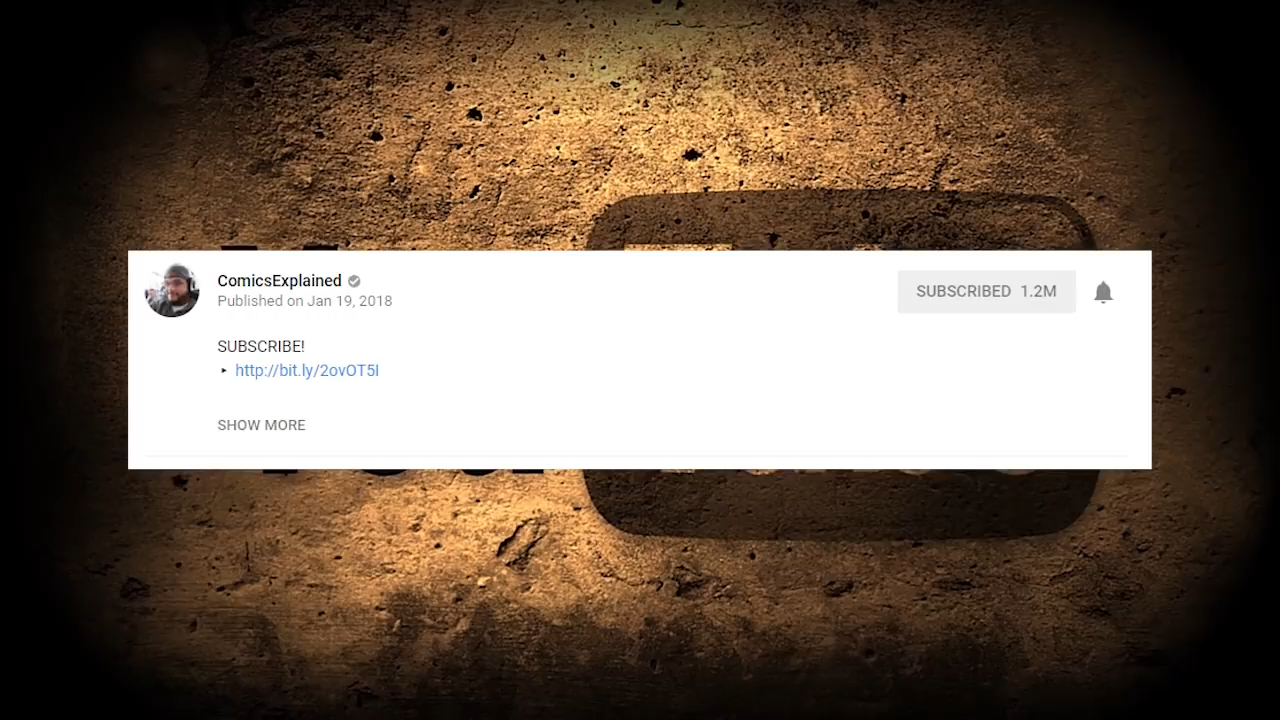 ComicsExplained
Published on Jan 19, 2018
SUBSCRIBED 1.2M
SUBSCRIBE!
‣ http://bit.ly/2ovOT5I
SHOW MORE